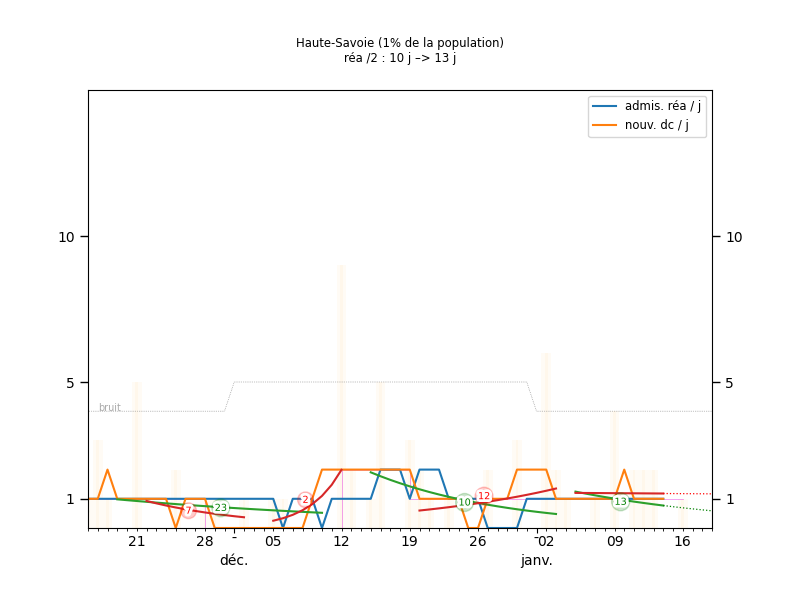 Haute-Savoie (1% de la population)
réa /2 : 10 j –> 13 j
admis. réa / j
nouv. dc / j
10 10
5 5
bruit
1 1
7 23 2 10 12 13
21 28 - 05 12 19 26 - 02 09 16
déc. janv.